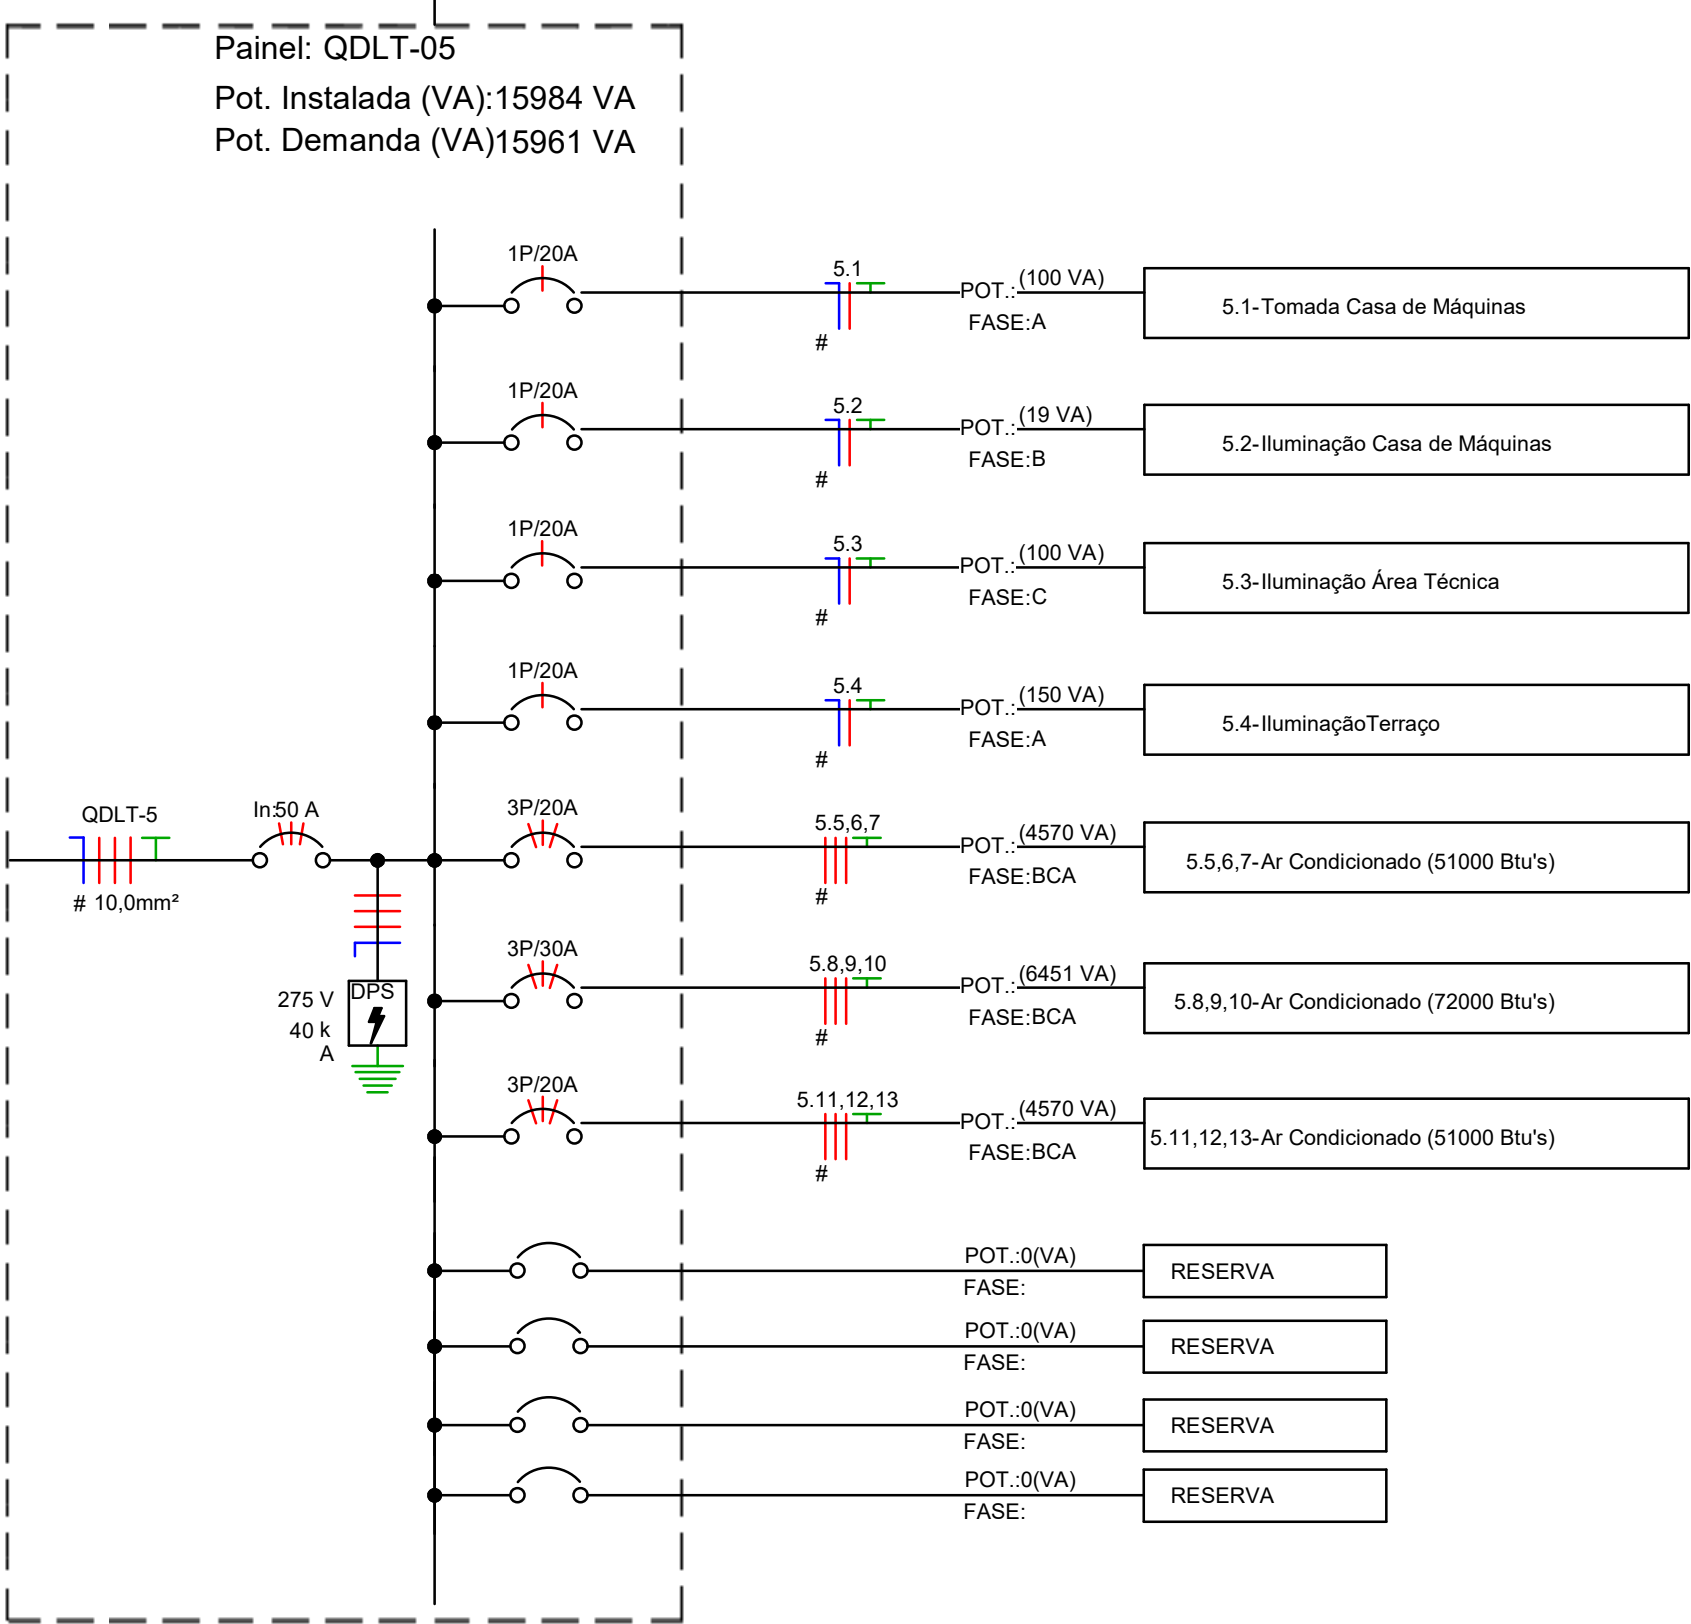 Painel: QDLT-05
Pot. Instalada (VA):15984 VA
Pot. Demanda (VA)15961 VA
1P/20A
5.1
#
POT.:(100 VA)
FASE:A
5.1-Tomada Casa de Máquinas
1P/20A
5.2
#
POT.:(19 VA)
FASE:B
5.2-Iluminação Casa de Máquinas
1P/20A
5.3
#
POT.:(100 VA)
FASE:C
5.3-Iluminação Área Técnica
1P/20A
5.4
#
POT.:(150 VA)
FASE:A
5.4-IluminaçãoTerraço
QDLT-5
# 10,0mm²
In:50 A
3P/20A
5.5,6,7
#
POT.:(4570 VA)
FASE:BCA
5.5,6,7-Ar Condicionado (51000 Btu's)
275 V
40 k
A
DPS
3P/30A
5.8,9,10
#
POT.:(6451 VA)
FASE:BCA
5.8,9,10-Ar Condicionado (72000 Btu's)
3P/20A
5.11,12,13
#
POT.:(4570 VA)
FASE:BCA
5.11,12,13-Ar Condicionado (51000 Btu's)
POT.:0(VA)
FASE:
RESERVA
POT.:0(VA)
FASE:
RESERVA
POT.:0(VA)
FASE:
RESERVA
POT.:0(VA)
FASE:
RESERVA